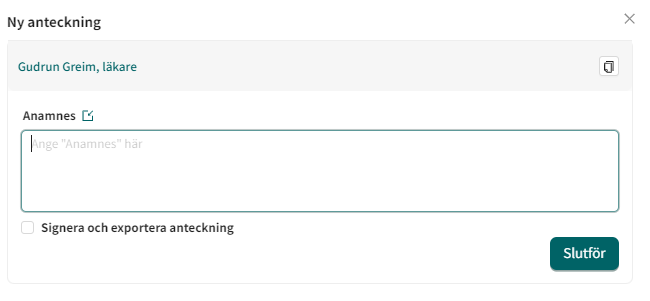 Ny anteckning
Gudrun Greim, läkare
Anamnes
Ange "Anamnes" här
Signera och exportera anteckning
Slutför